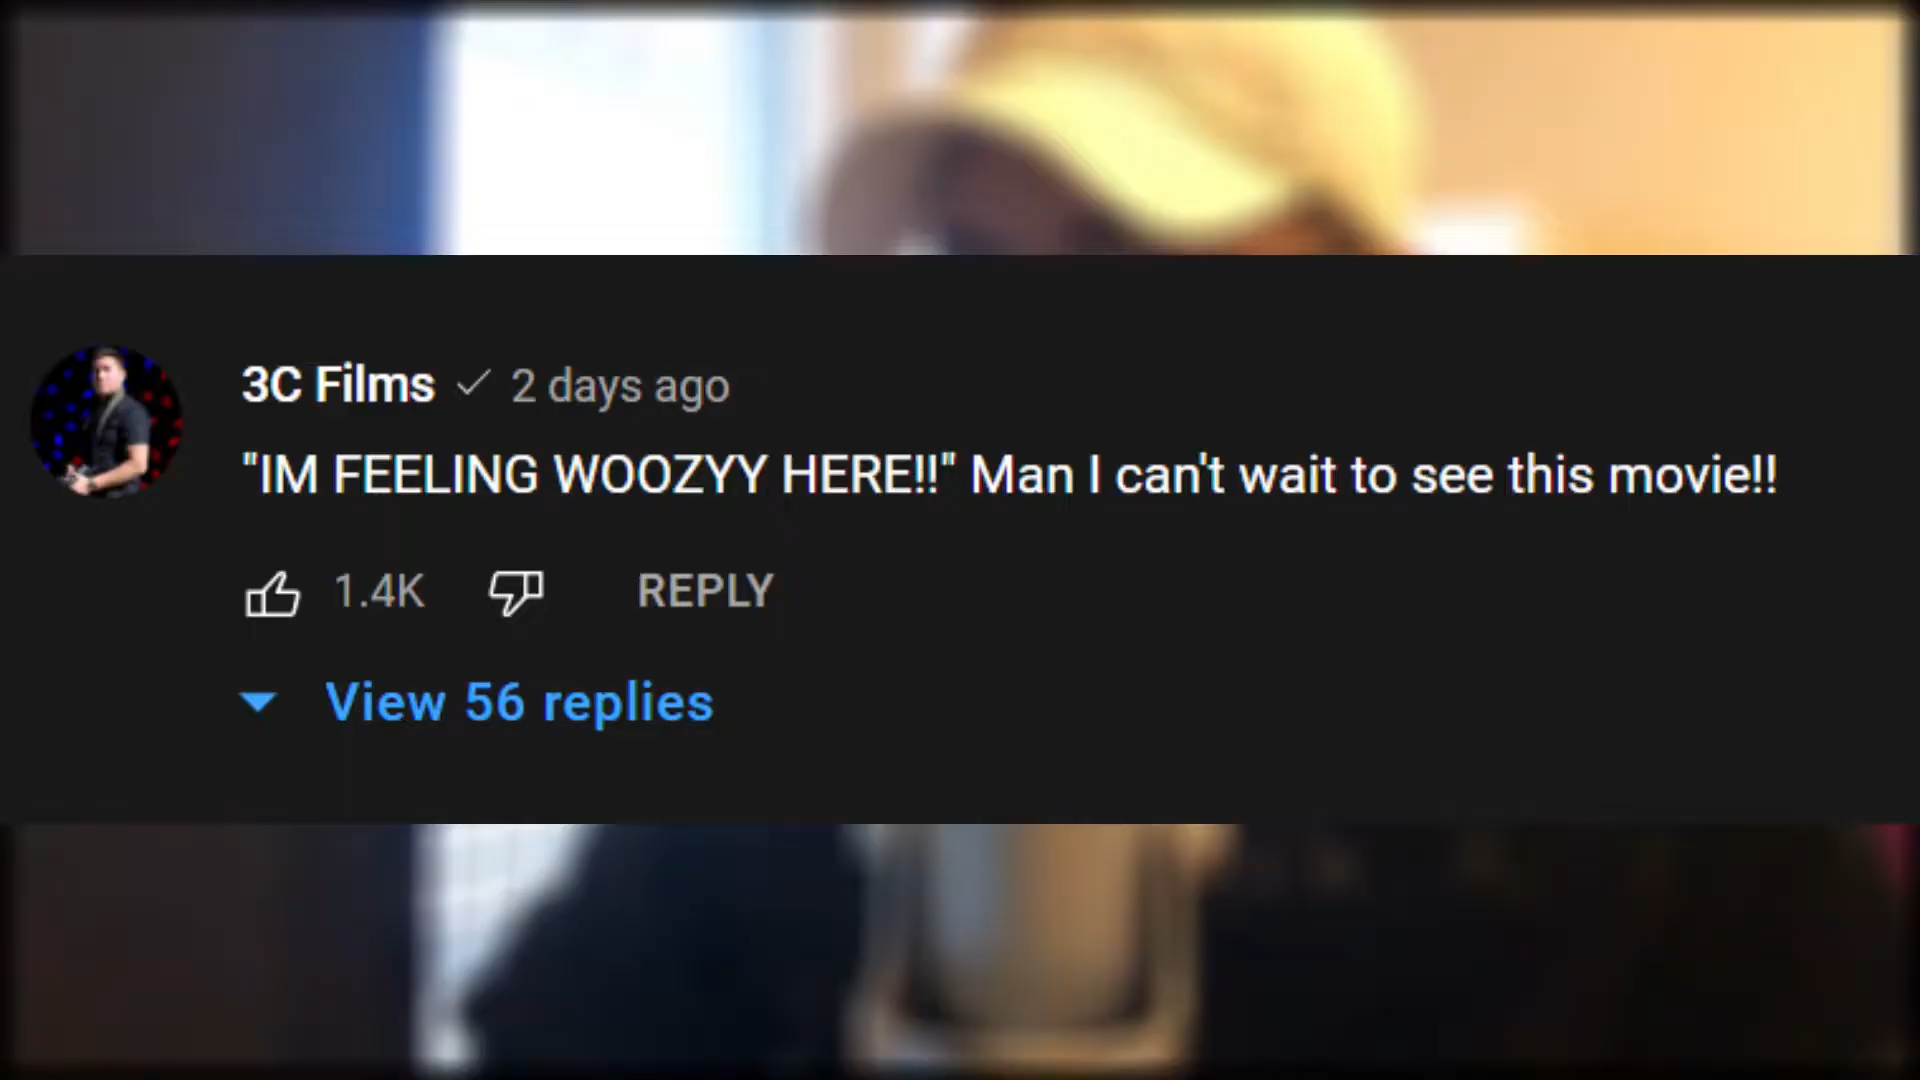 3C Films 2 days ago
"IM FEELING WOOZYY HERE!!" Man I can't wait to see this movie!!
1.4K REPLY
View 56 replies